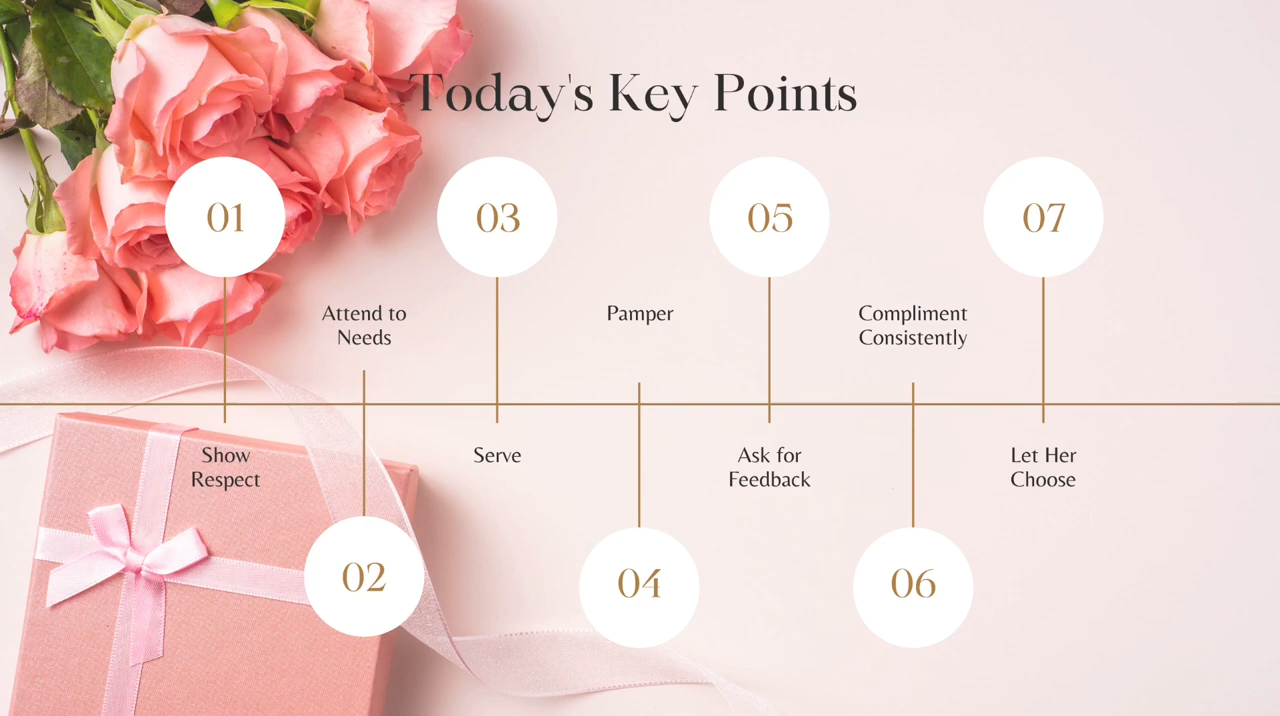 Today's Key Points
01
Show
Respect
02
Attend to
Needs
03
Serve
04
Pamper
05
Ask for
Feedback
06
Compliment
Consistently
07
Let Her
Choose